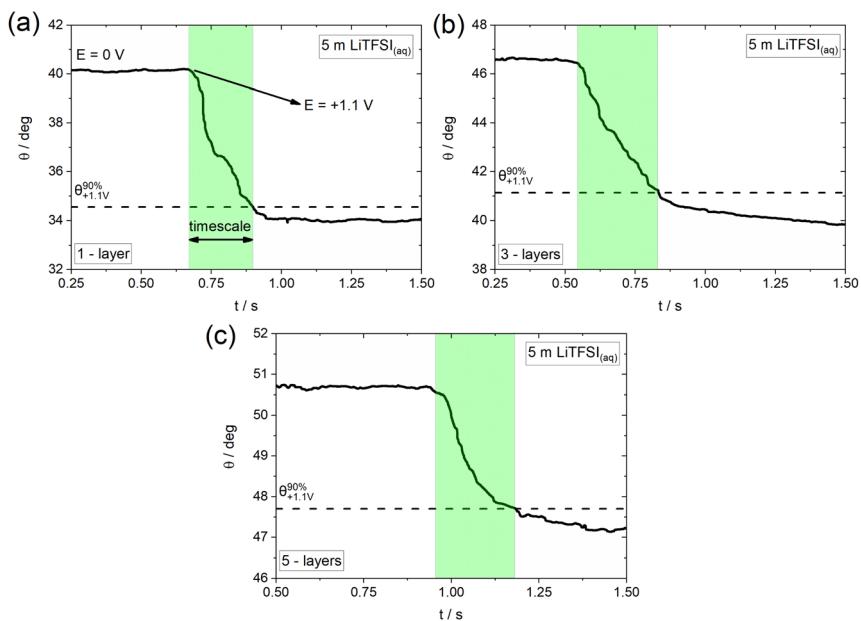 (a)
E = 0 V
5 m LiTFSI(aq)
E = +1.1 V
θ90%+1.1V
timescale
1 - layer
θ / deg
42
40
38
36
34
32
0.25 0.50 0.75 1.00 1.25 1.50
t / s
(b)
5 m LiTFSI(aq)
θ90%+1.1V
3 - layers
θ / deg
48
46
44
42
40
38
0.25 0.50 0.75 1.00 1.25 1.50
t / s
(c)
5 m LiTFSI(aq)
θ90%+1.1V
5 - layers
θ / deg
52
51
50
49
48
47
46
0.50 0.75 1.00 1.25 1.50
t / s